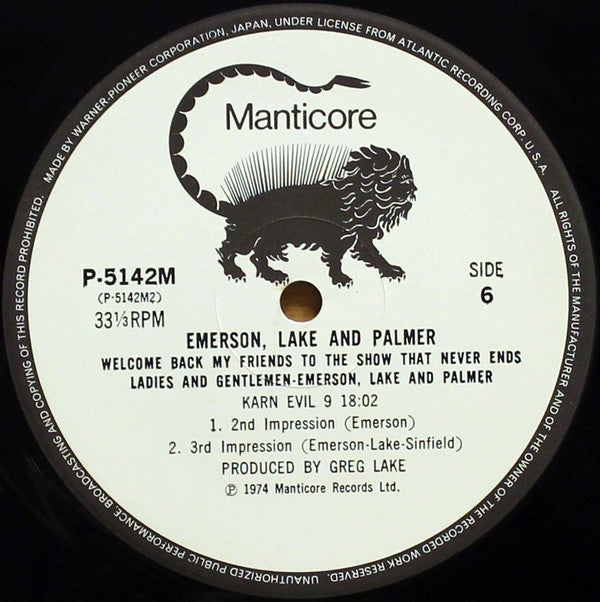 MADE BY WARNER-PIONEER CORPORATION, JAPAN, UNDER LICENSE FROM ATLANTIC RECORDING CORP. U.S.A. ALL RIGHTS OF THE MANUFACTURER AND OF THE OWNER OF THE RECORDED WORK RESERVED. UNAUTHORIZED PUBLIC PERFORMANCE, BROADCASTING AND COPYING OF THIS RECORD PROHIBITED.
Manticore
P-5142M
(P-5142M2)
33⅓RPM
SIDE
6
EMERSON, LAKE AND PALMER
WELCOME BACK MY FRIENDS TO THE SHOW THAT NEVER ENDS
LADIES AND GENTLEMEN-EMERSON, LAKE AND PALMER
KARN EVIL 9 18:02
1. 2nd Impression (Emerson)
2. 3rd Impression (Emerson-Lake-Sinfield)
PRODUCED BY GREG LAKE
Ⓟ 1974 Manticore Records Ltd.